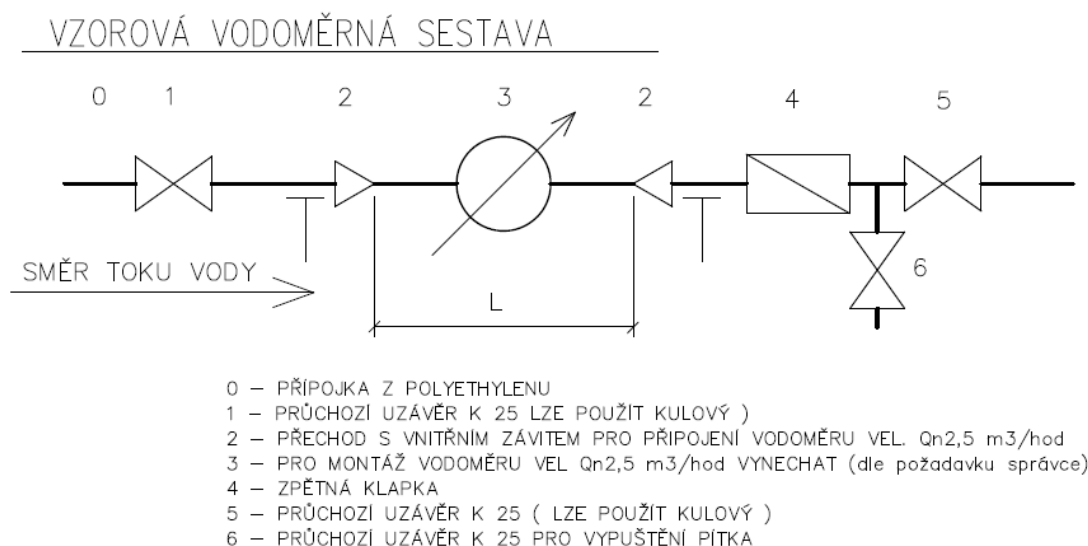 VZOROVÁ VODOMĚRNÁ SESTAVA
0 1 2 3 2 4 5
6
SMĚR TOKU VODY
L
0 – PŘÍPOJKA Z POLYETHYLENU
1 – PRŮCHOZÍ UZÁVĚR K 25 LZE POUŽÍT KULOVÝ )
2 – PŘECHOD S VNITŘNÍM ZÁVITEM PRO PŘIPOJENÍ VODOMĚRU VEL. Qn2,5 m3/hod
3 – PRO MONTÁŽ VODOMĚRU VEL Qn2,5 m3/hod VYNECHAT (dle požadavku správce)
4 – ZPĚTNÁ KLAPKA
5 – PRŮCHOZÍ UZÁVĚR K 25 ( LZE POUŽÍT KULOVÝ )
6 – PRŮCHOZÍ UZÁVĚR K 25 PRO VYPUŠTĚNÍ PÍTKA